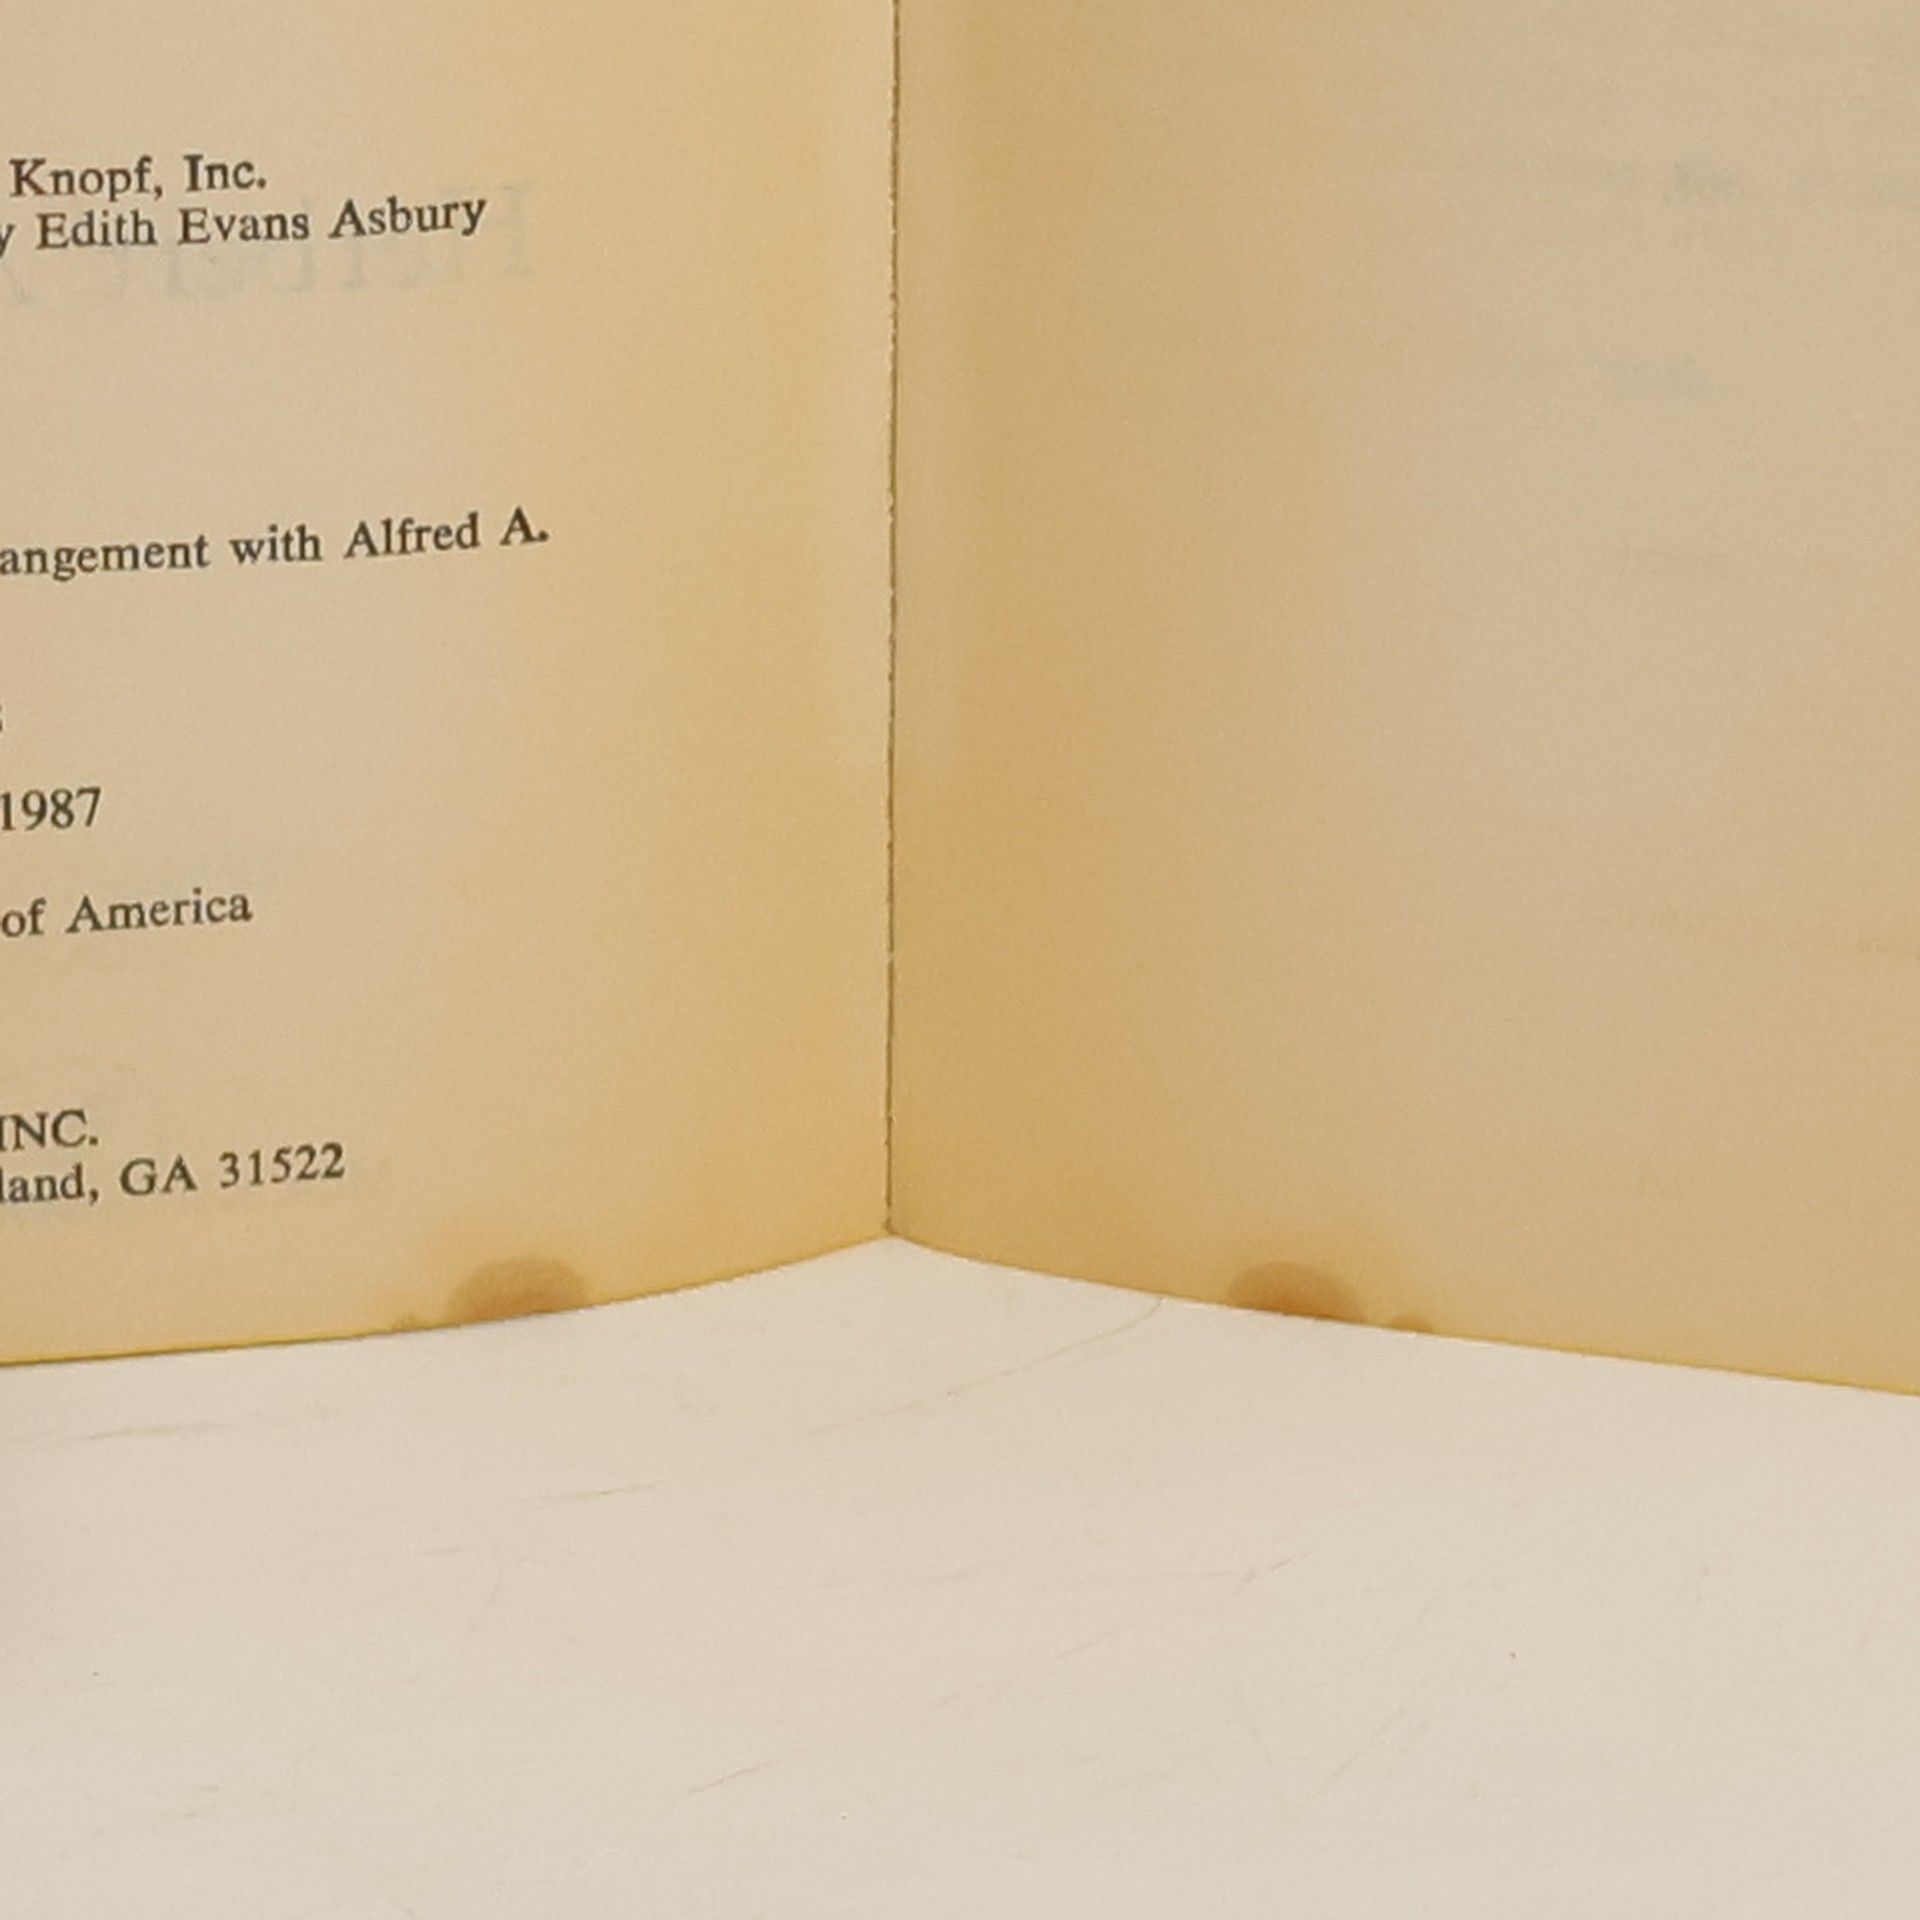 Knopf, Inc.
y Edith Evans Asbury
angement with Alfred A.
1987
of America
INC.
land, GA 31522